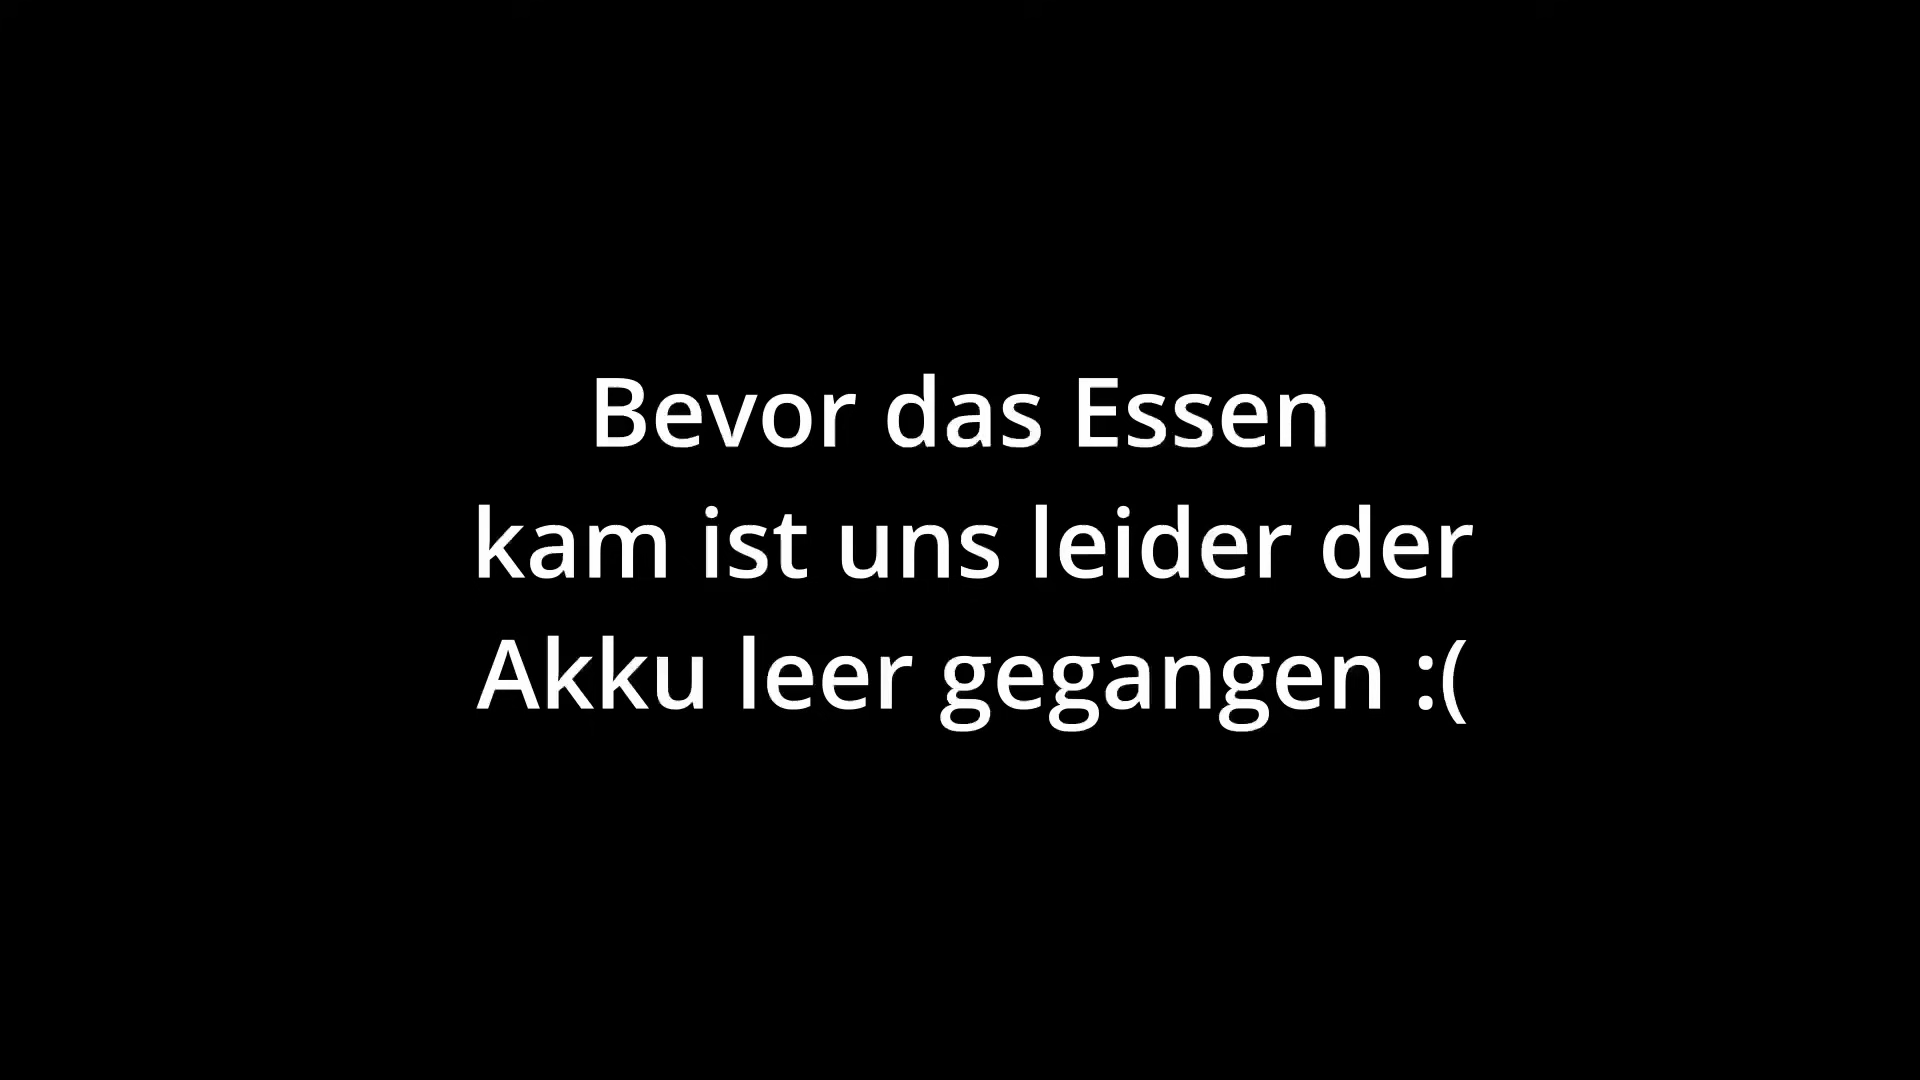 Bevor das Essen
kam ist uns leider der
Akku leer gegangen :(